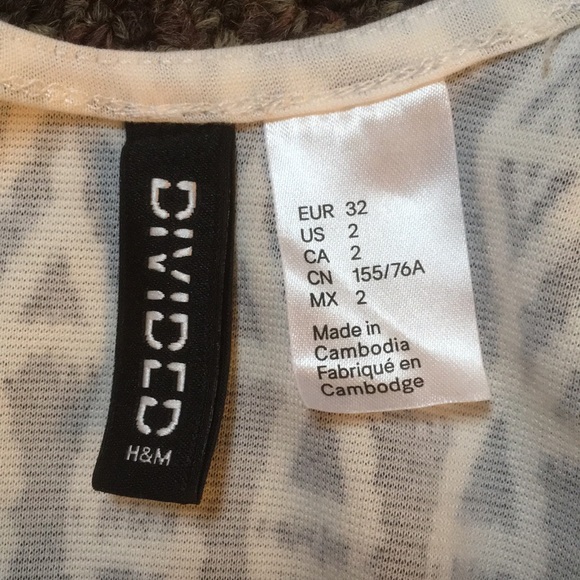 DIVIDED
H&M
EUR 32
US 2
CA 2
CN 155/76A
MX 2
Made in
Cambodia
Fabriqué en
Cambodge